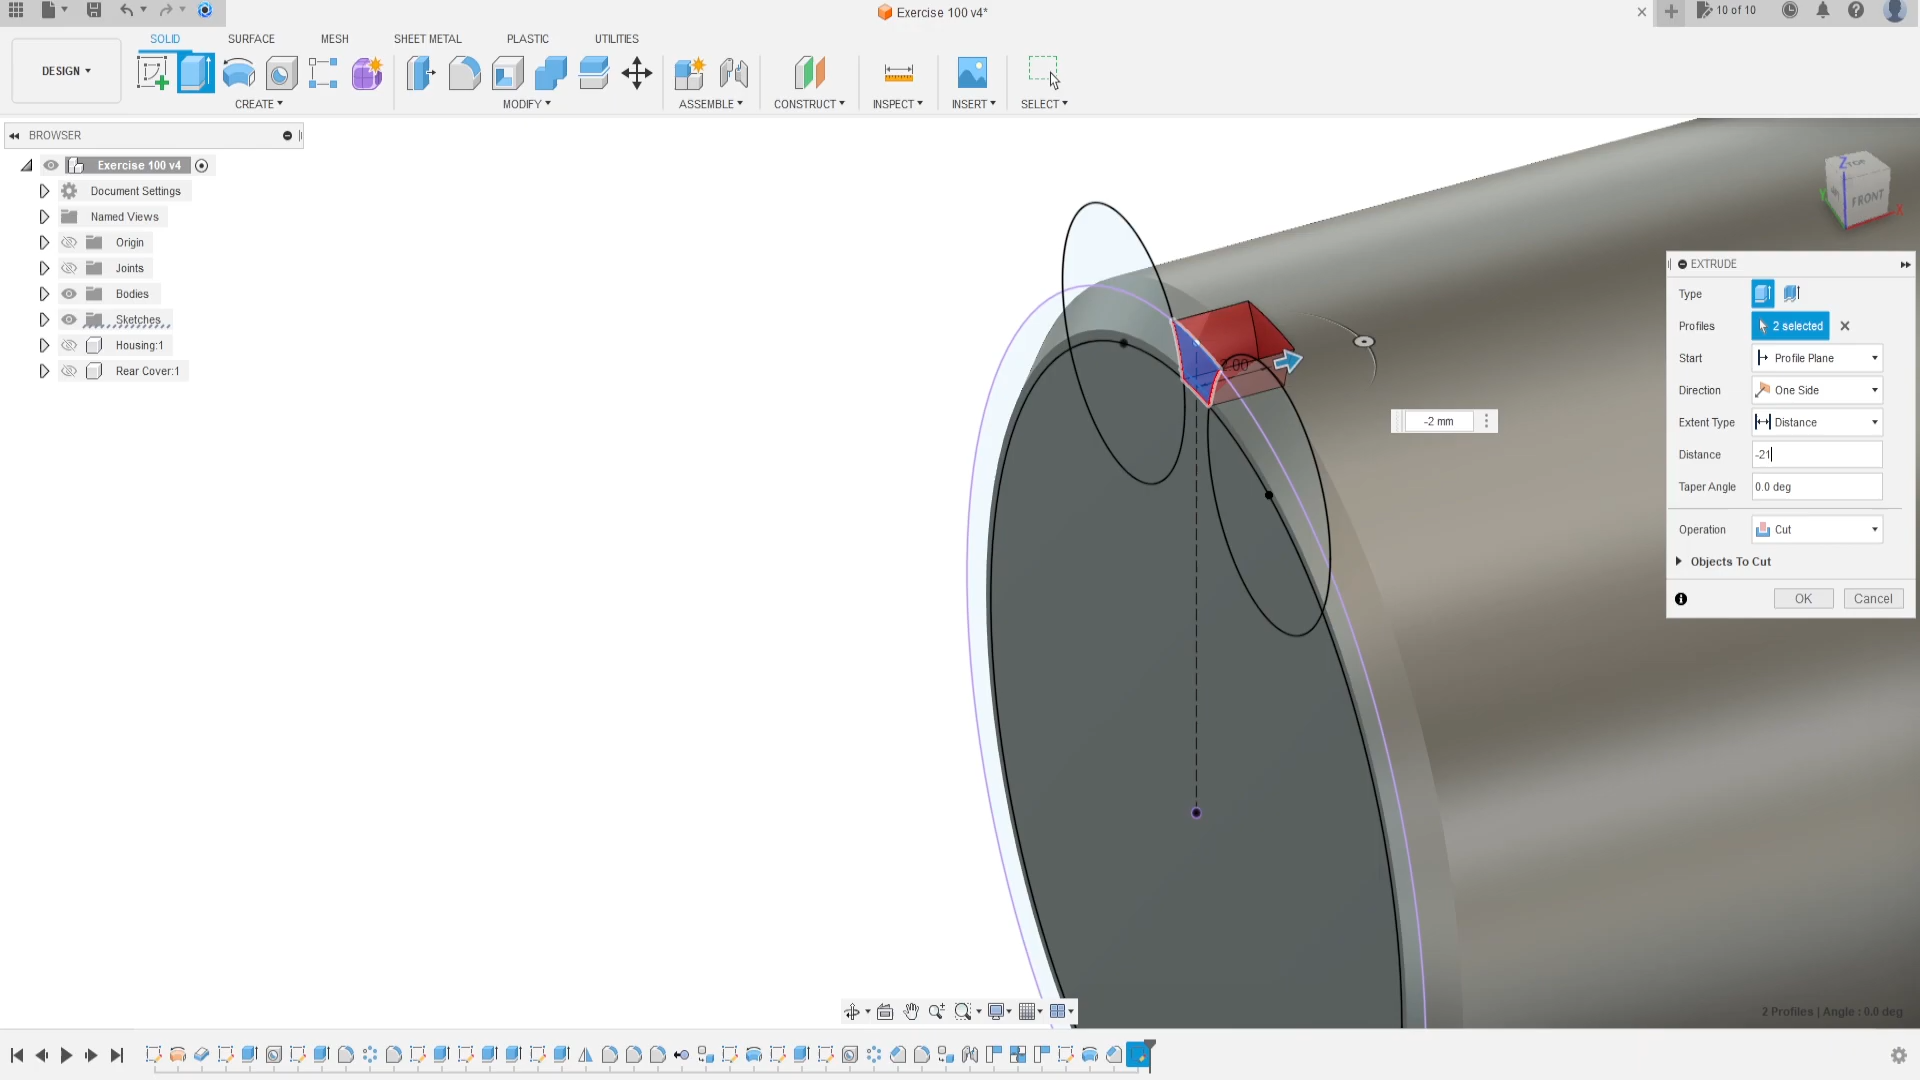 Exercise 100 v4*
10 of 10
SOLID
SURFACE
MESH
SHEET METAL
PLASTIC
UTILITIES
DESIGN
CREATE
MODIFY
ASSEMBLE
CONSTRUCT
INSPECT
INSERT
SELECT
BROWSER
Exercise 100 v4
Document Settings
Named Views
Origin
Joints
Bodies
Sketches
Housing:1
Rear Cover:1
Z
TOP
FRONT
X
EXTRUDE
Type
Profiles
2 selected
Start
Profile Plane
Direction
One Side
Extent Type
Distance
Distance
-21
Taper Angle
0.0 deg
Operation
Cut
Objects To Cut
OK
Cancel
2.00
-2 mm
2 Profiles | Angle : 0.0 deg